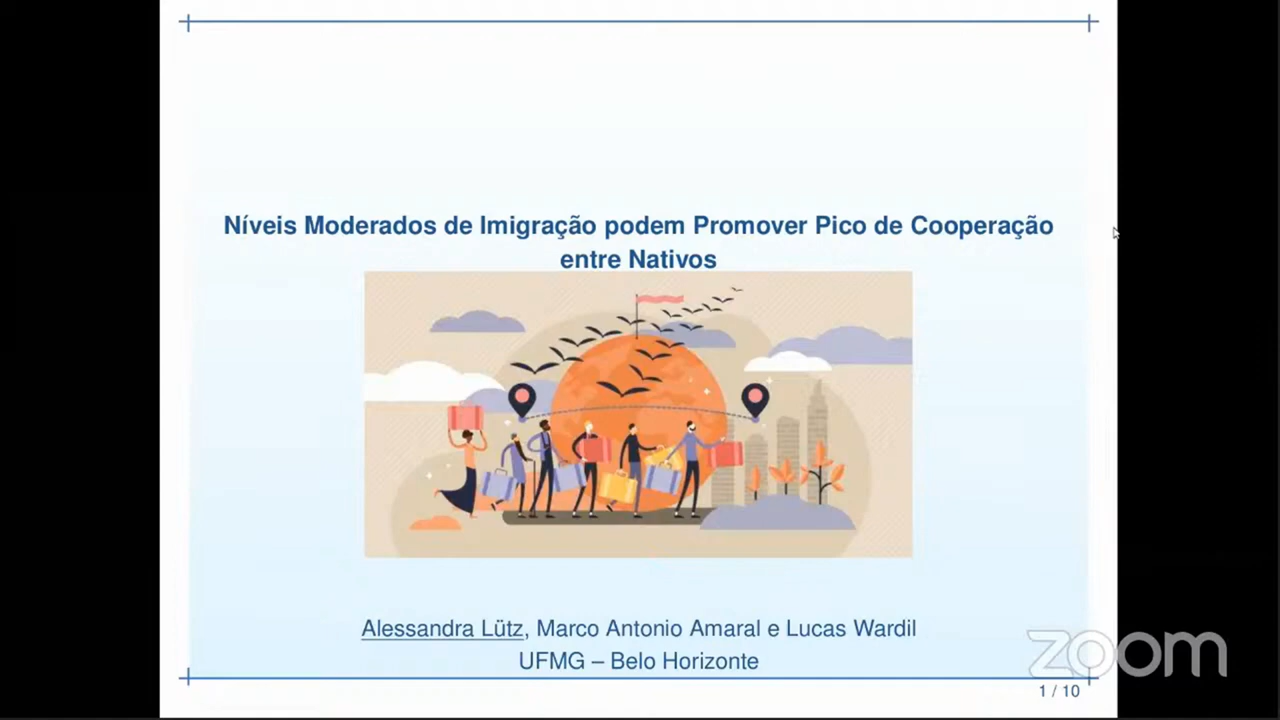 Níveis Moderados de Imigração podem Promover Pico de Cooperação
entre Nativos
Alessandra Lütz, Marco Antonio Amaral e Lucas Wardil
UFMG – Belo Horizonte
zoom
1 / 10